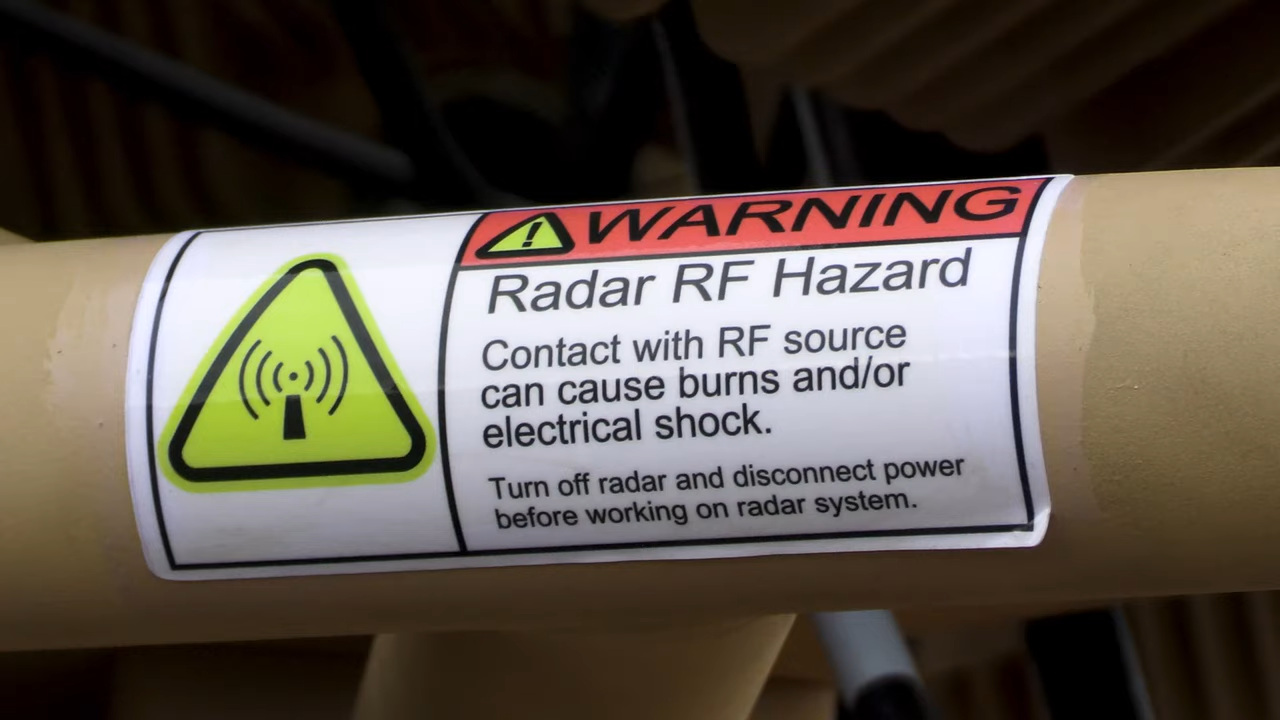 WARNING
Radar RF Hazard
Contact with RF source
can cause burns and/or
electrical shock.
Turn off radar and disconnect power
before working on radar system.